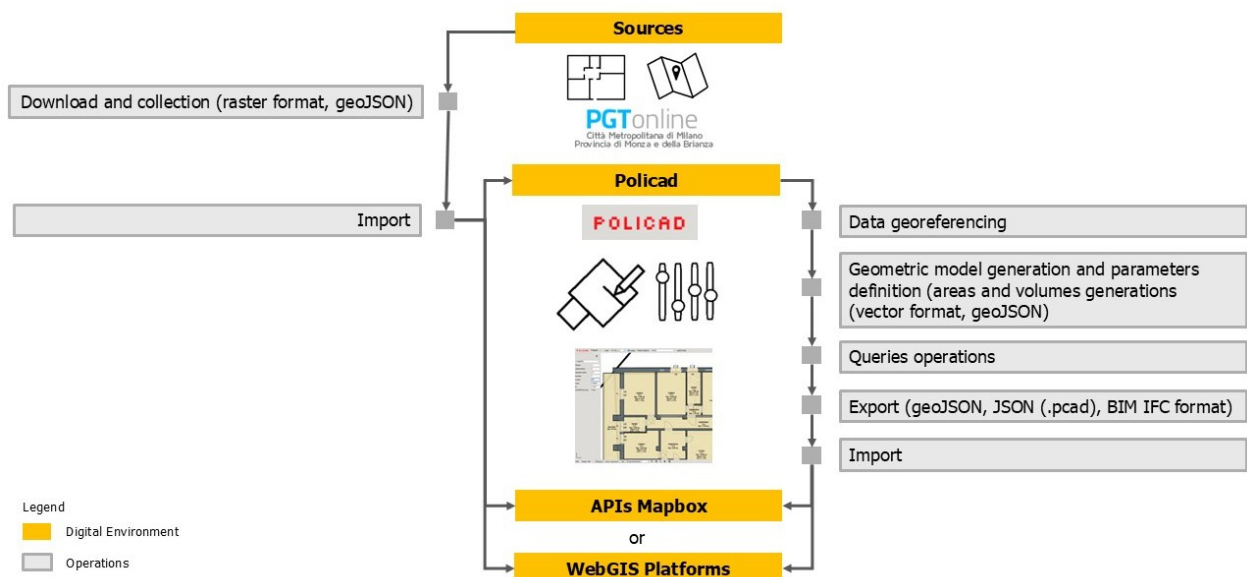 Sources
Download and collection (raster format, geoJSON)
PGTonline
Città Metropolitana di Milano
Provincia di Monza e della Brianza
Policad
Import
POLICAD
Data georeferencing
Geometric model generation and parameters
definition (areas and volumes generations
(vector format, geoJSON)
Queries operations
Export (geoJSON, JSON (.pcad), BIM IFC format)
Import
APIs Mapbox
or
WebGIS Platforms
Legend
Digital Environment
Operations